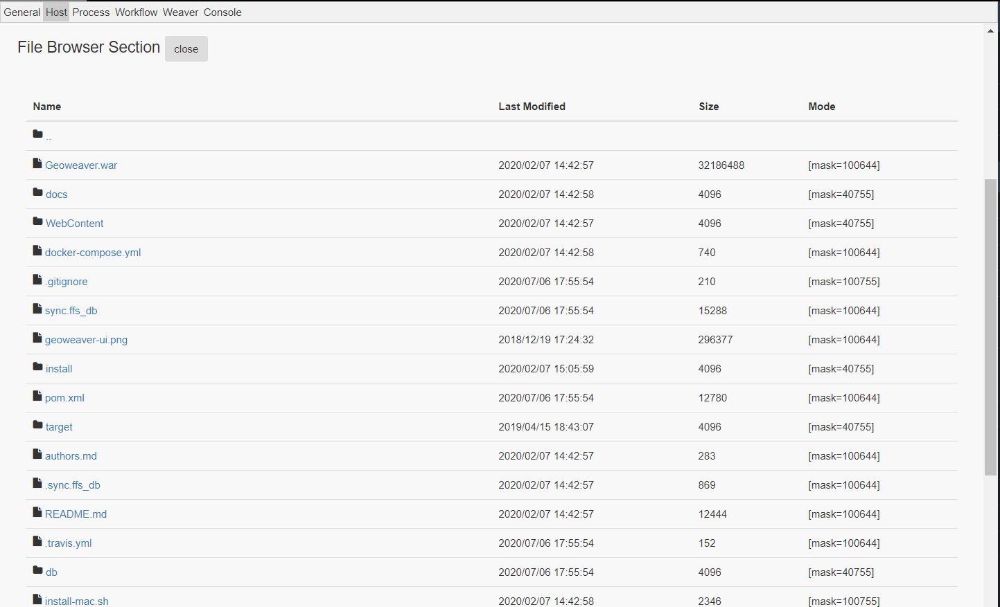 General Host Process Workflow Weaver Console
File Browser Section close
Name Last Modified Size Mode
..
Geoweaver.war 2020/02/07 14:42:57 32186488 [mask=100644]
docs 2020/02/07 14:42:58 4096 [mask=40755]
WebContent 2020/02/07 14:42:57 4096 [mask=40755]
docker-compose.yml 2020/02/07 14:42:58 740 [mask=100644]
.gitignore 2020/07/06 17:55:54 210 [mask=100755]
sync.ffs_db 2020/07/06 17:55:54 15288 [mask=100644]
geoweaver-ui.png 2018/12/19 17:24:32 296377 [mask=100644]
install 2020/02/07 15:05:59 4096 [mask=40755]
pom.xml 2020/07/06 17:55:54 12780 [mask=100644]
target 2019/04/15 18:43:07 4096 [mask=40755]
authors.md 2020/02/07 14:42:57 283 [mask=100644]
.sync.ffs_db 2020/02/07 14:42:57 869 [mask=100644]
README.md 2020/02/07 14:42:57 12444 [mask=100644]
.travis.yml 2020/07/06 17:55:54 152 [mask=100644]
db 2020/07/06 17:55:54 4096 [mask=40755]
install-mac.sh 2020/02/07 14:42:58 2346 [mask=100755]